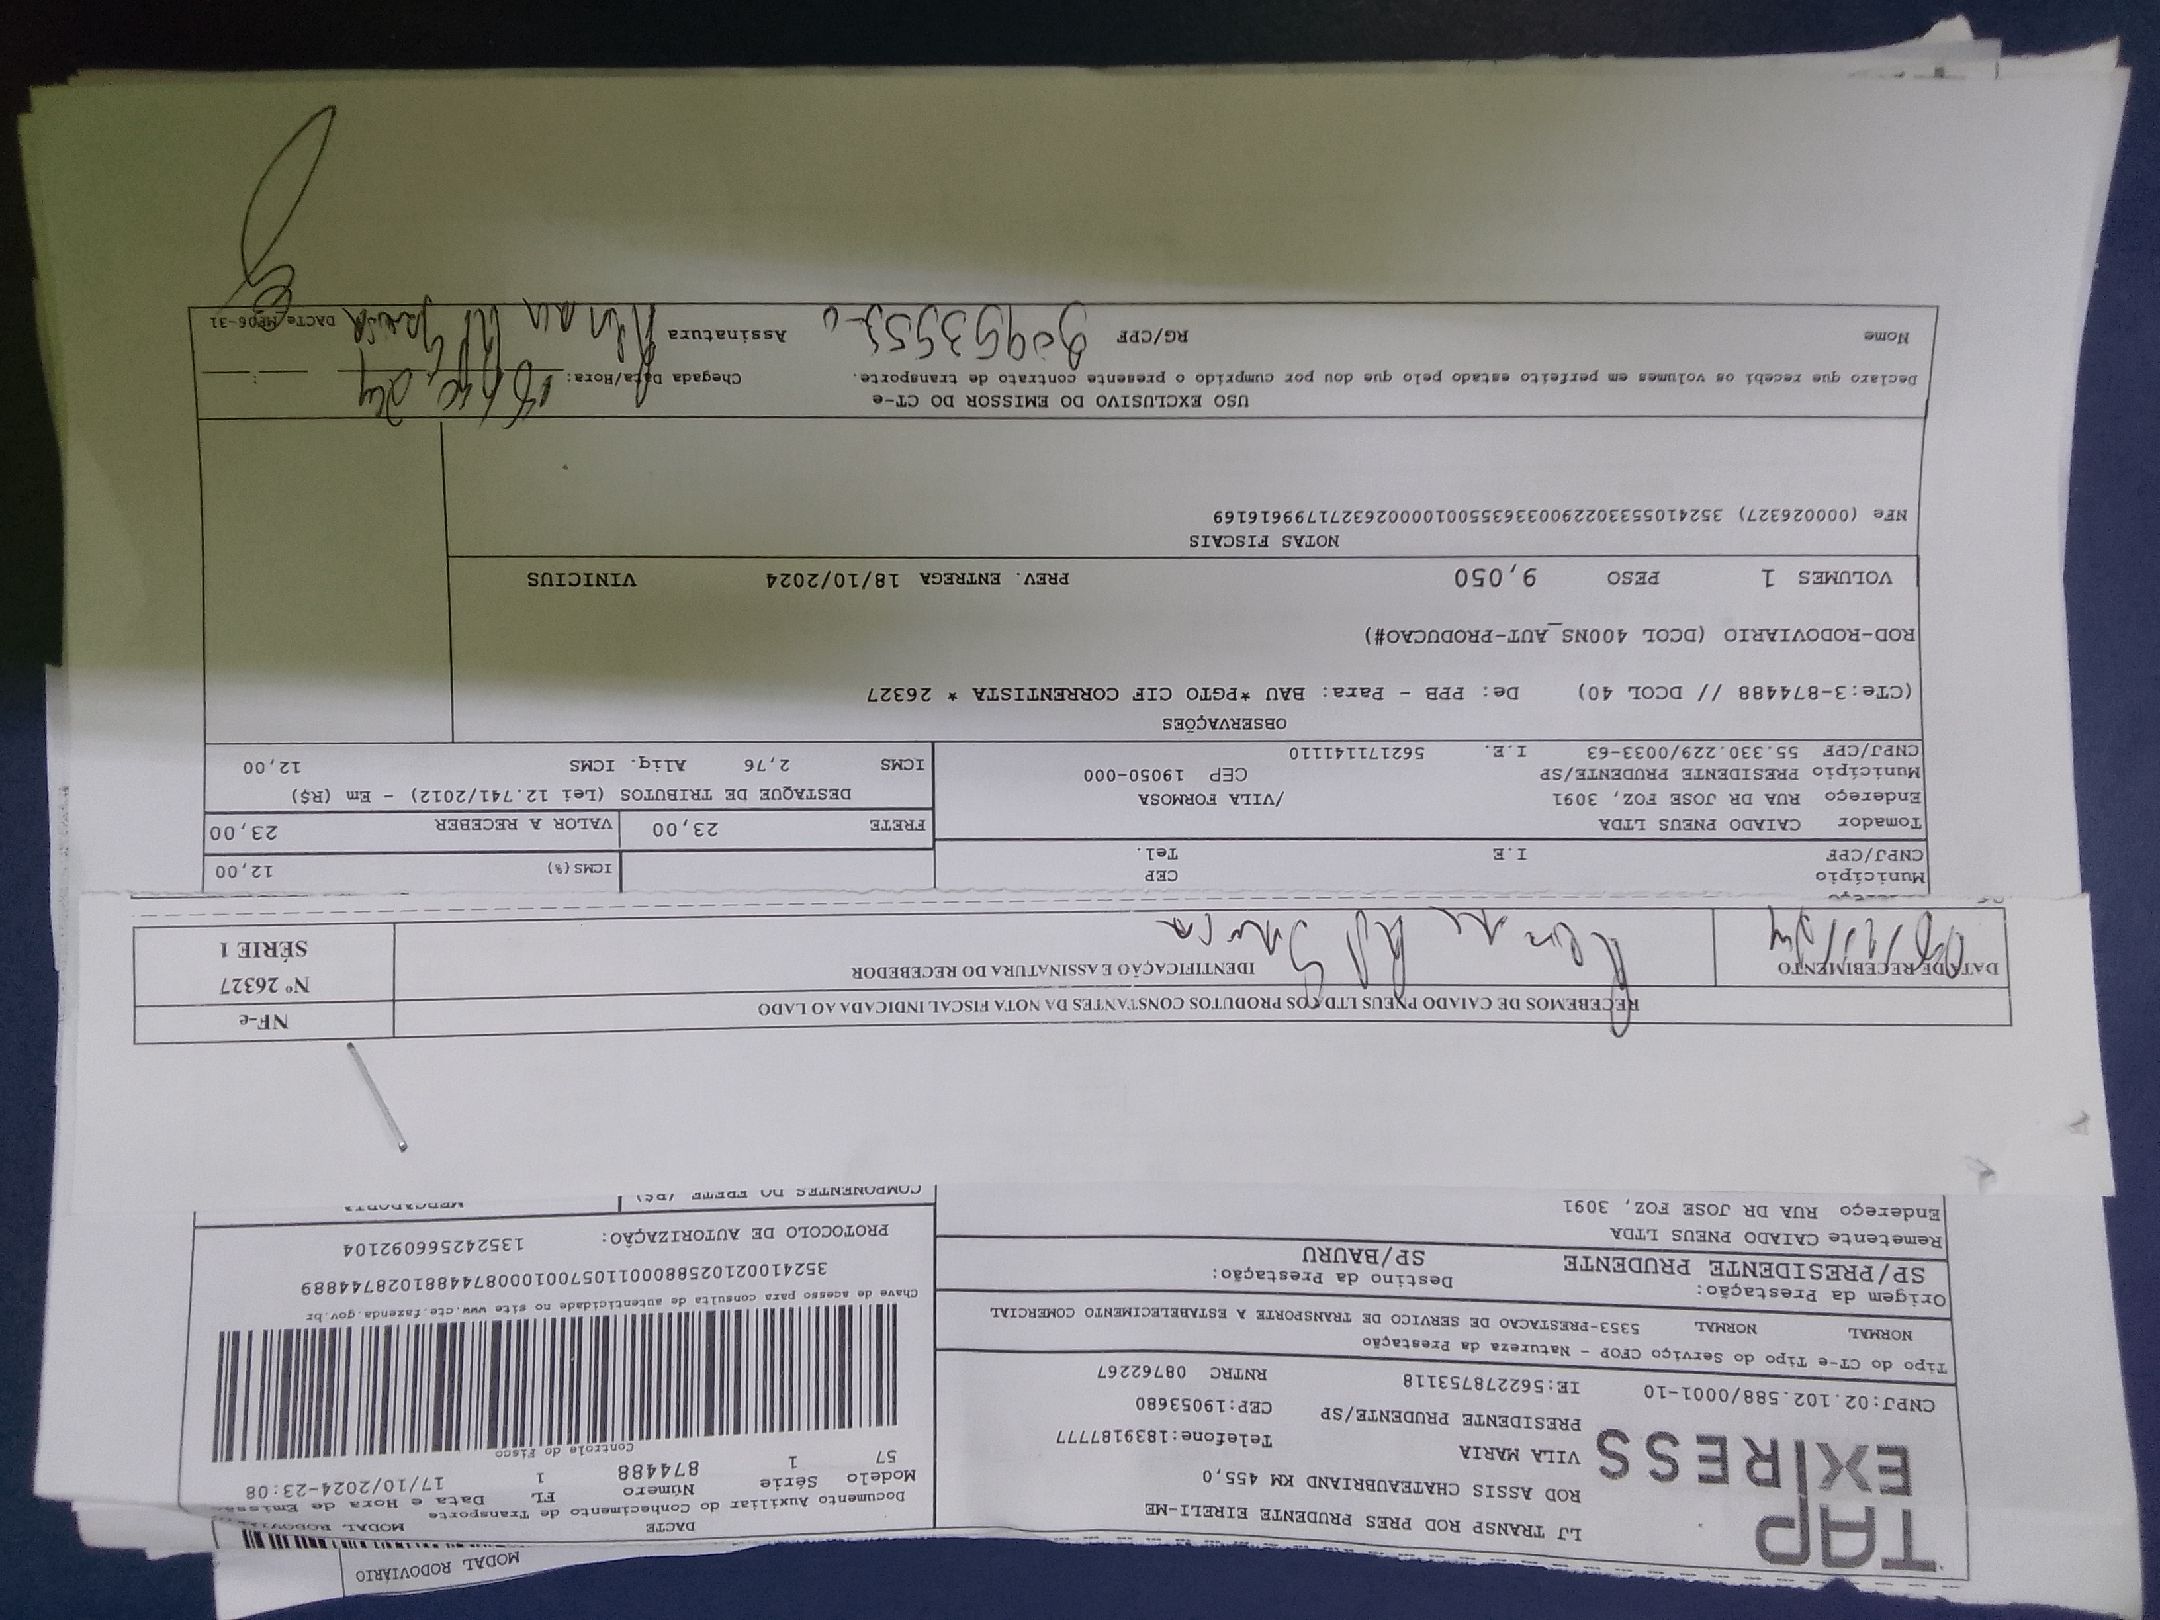 MODAL RODOVIÁRIO
TAP
EXPRESS
LJ TRANSP ROD PRES PRUDENTE EIRELI-ME
ROD ASSIS CHATEAUBRIAND KM 455,0
VILA MARIA Telefone:1839187777
PRESIDENTE PRUDENTE/SP CEP:19053680
CNPJ:02.102.588/0001-10 IE:562278753118 RNTRC 08762267
Tipo do CT-e Tipo do Serviço CFOP - Natureza da Prestação
NORMAL NORMAL 5353-PRESTACAO DE SERVICO DE TRANSPORTE A ESTABELECIMENTO COMERCIAL
Origem da Prestação: Destino da Prestação:
SP/PRESIDENTE PRUDENTE SP/BAURU
Remetente CAIADO PNEUS LTDA
Endereço RUA DR JOSE FOZ, 3091
DACTE MODAL RODOVIÁRIO
Documento Auxiliar do Conhecimento de Transporte
Modelo Série Número FL Data e Hora de Emissão
57 1 874488 1 17/10/2024-23:08
Controle do Fisco
Chave de acesso para consulta de autenticidade no site www.cte.fazenda.gov.br
35241002102588000110570010008744881028744889
PROTOCOLO DE AUTORIZAÇÃO: 135242566092104
COMPONENTES DO FRETE (R$)
RECEBEMOS DE CAIADO PNEUS LTDA OS PRODUTOS CONSTANTES DA NOTA FISCAL INDICADA AO LADO
DATA DE RECEBIMENTO IDENTIFICAÇÃO E ASSINATURA DO RECEBEDOR
NF-e
Nº 26327
SÉRIE 1
Município CEP
CNPJ/CPF I.E Tel.
ICMS(%) 12,00
Tomador CAIADO PNEUS LTDA
Endereço RUA DR JOSE FOZ, 3091 /VILA FORMOSA
Município PRESIDENTE PRUDENTE/SP CEP 19050-000
CNPJ/CPF 55.330.229/0033-63 I.E. 562171141110
FRETE 23,00 VALOR A RECEBER 23,00
DESTAQUE DE TRIBUTOS (Lei 12.741/2012) - Em (R$)
ICMS 2,76 Aliq. ICMS 12,00
OBSERVAÇÕES
(CTe:3-874488 // DCOL 40) De: PPB - Para: BAU *PGTO CIF CORRENTISTA * 26327
ROD-RODOVIARIO (DCOL 400NS_AUT-PRODUCAO#)
VOLUMES 1 PESO 9,050 PREV. ENTREGA 18/10/2024 VINICIUS
NOTAS FISCAIS
NFe (000026327) 35241055330229003363550010000263271799616169
USO EXCLUSIVO DO EMISSOR DO CT-e
Declaro que recebi os volumes em perfeito estado pelo que dou por cumprido o presente contrato de transporte. Chegada Data/Hora:
Nome RG/CPF Assinatura DACTe MP06-31